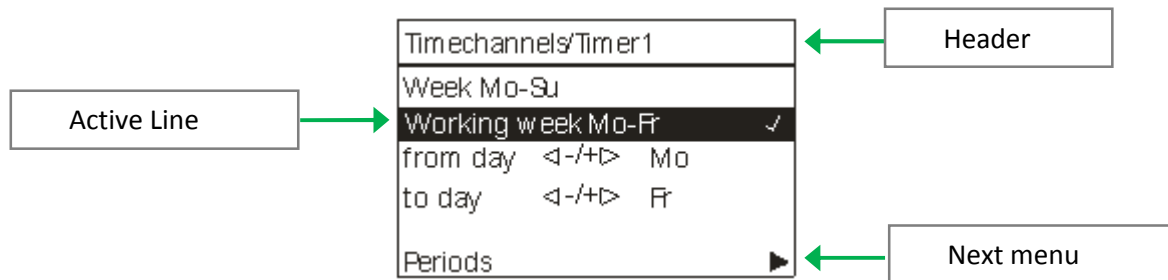 Timechannels/Timer1
Header
Week Mo-Su
Active Line
Working week Mo-Fr ✓
from day ◁-/+▷ Mo
to day ◁-/+▷ Fr
Periods ▶
Next menu